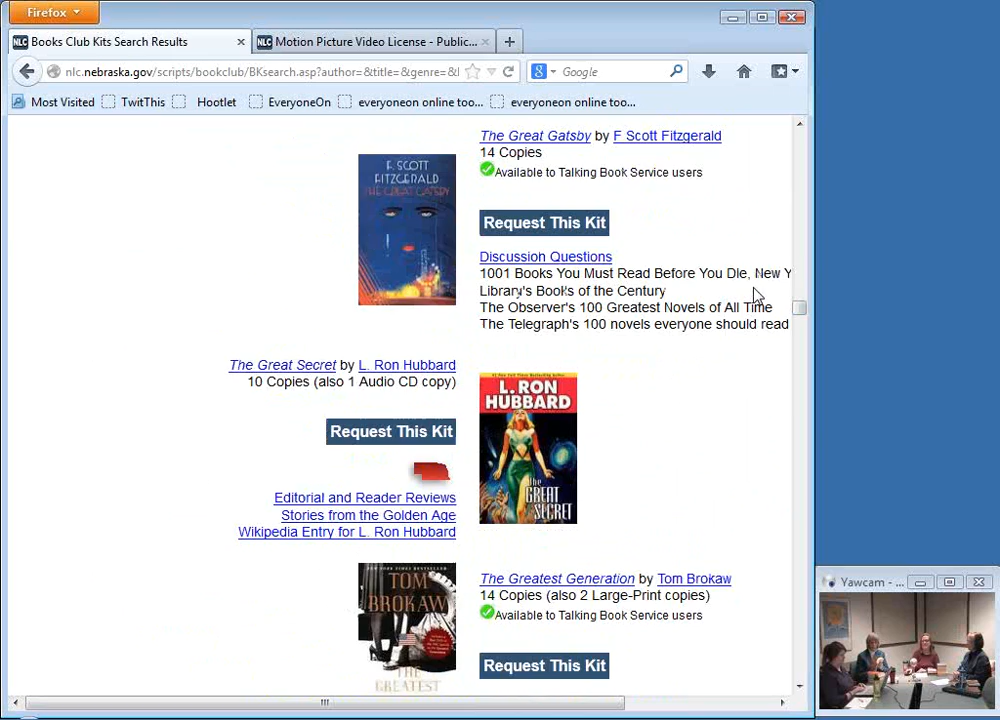 Firefox
NLC Books Club Kits Search Results
NLC Motion Picture Video License - Public...
nlc.nebraska.gov/scripts/bookclub/BKsearch.asp?author=&title=&genre=&l
Google
Most Visited TwitThis Hootlet EveryoneOn everyoneon online too... everyoneon online too...
The Great Gatsby by F Scott Fitzgerald
14 Copies
Available to Talking Book Service users
F. SCOTT
FITZGERALD
THE GREAT GATSBY
Request This Kit
Discussion Questions
1001 Books You Must Read Before You Die, New Y
Library's Books of the Century
The Observer's 100 Greatest Novels of All Time
The Telegraph's 100 novels everyone should read
The Great Secret by L. Ron Hubbard
10 Copies (also 1 Audio CD copy)
Request This Kit
Editorial and Reader Reviews
Stories from the Golden Age
Wikipedia Entry for L. Ron Hubbard
L. RON
HUBBARD
The
GREAT
SECRET
TOM
BROKAW
THE
GREATEST
The Greatest Generation by Tom Brokaw
14 Copies (also 2 Large-Print copies)
Available to Talking Book Service users
Request This Kit
Yawcam - ...